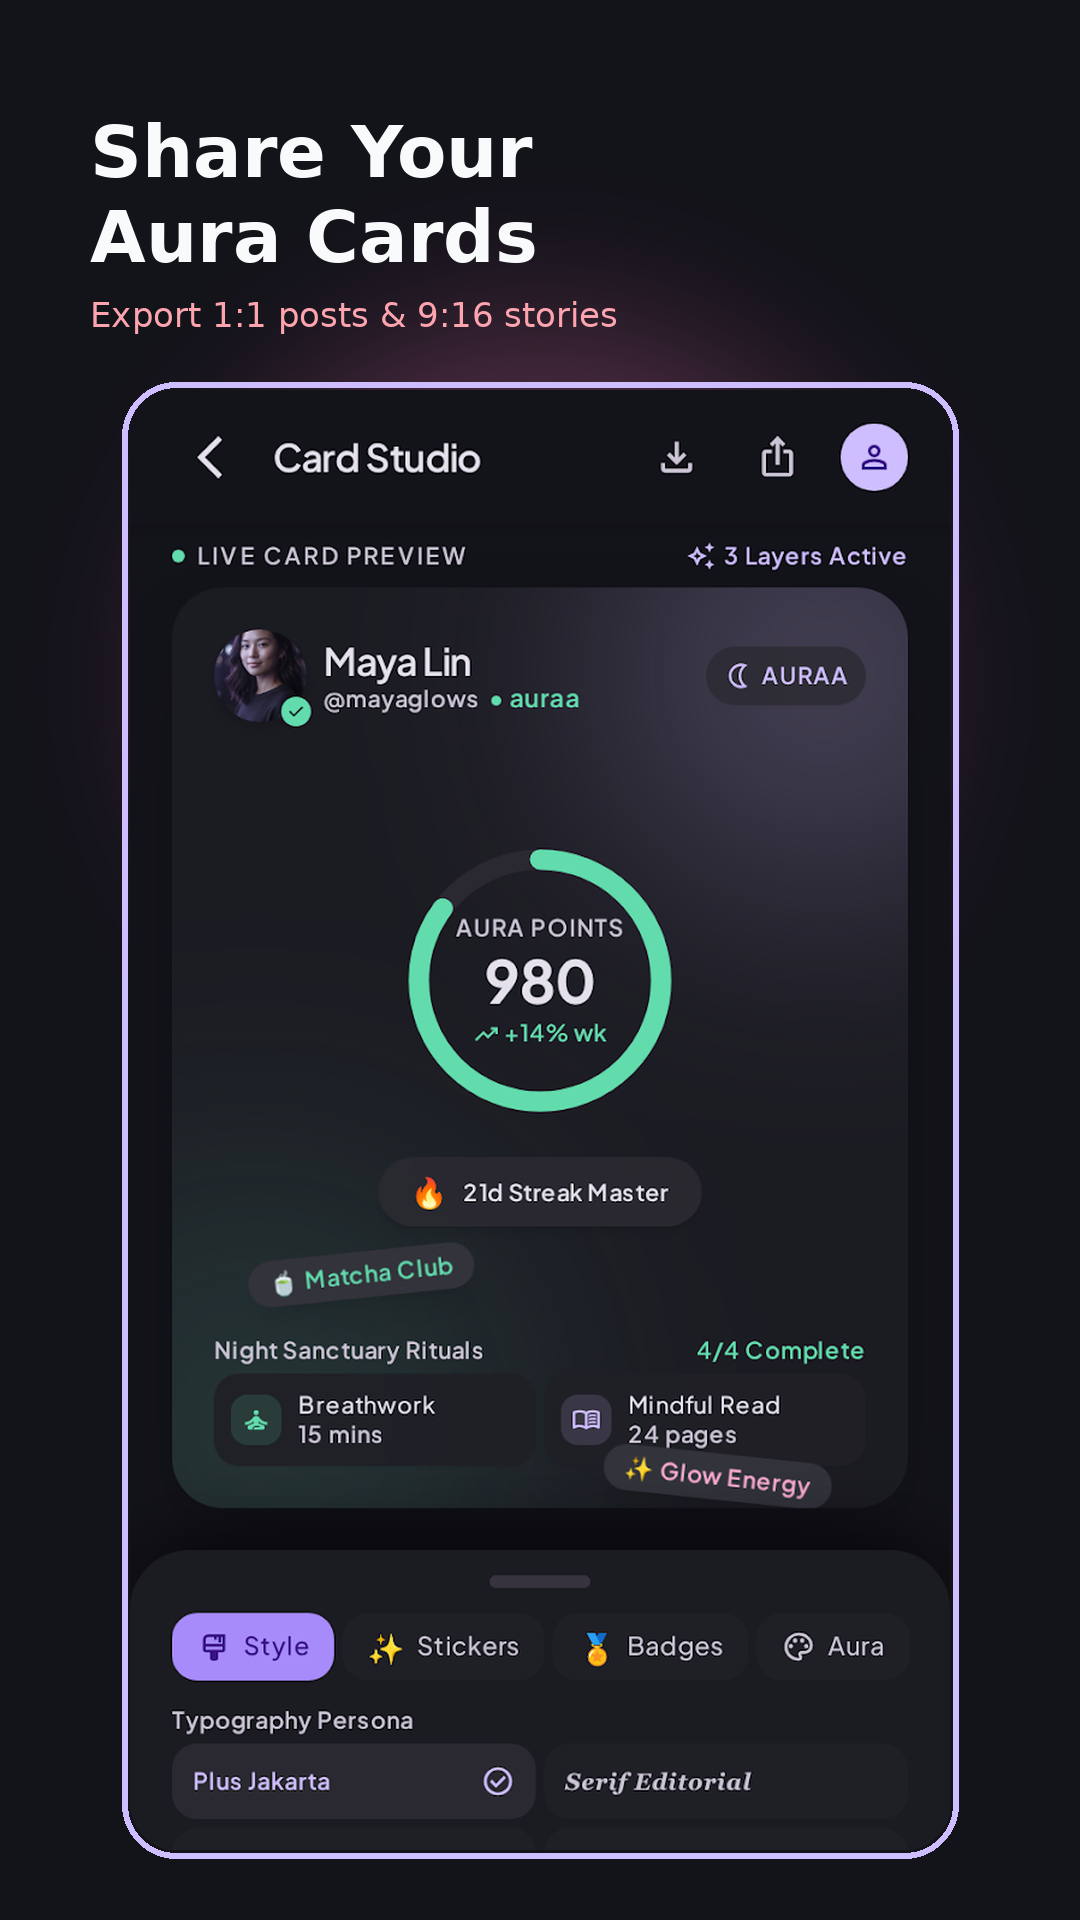 Share Your
Aura Cards
Export 1:1 posts & 9:16 stories
Card Studio
LIVE CARD PREVIEW
3 Layers Active
Maya Lin
@mayaglows • auraa
AURAA
AURA POINTS
980
+14% wk
21d Streak Master
Matcha Club
Night Sanctuary Rituals
4/4 Complete
Breathwork
15 mins
Mindful Read
24 pages
Glow Energy
Style
Stickers
Badges
Aura
Typography Persona
Plus Jakarta
Serif Editorial